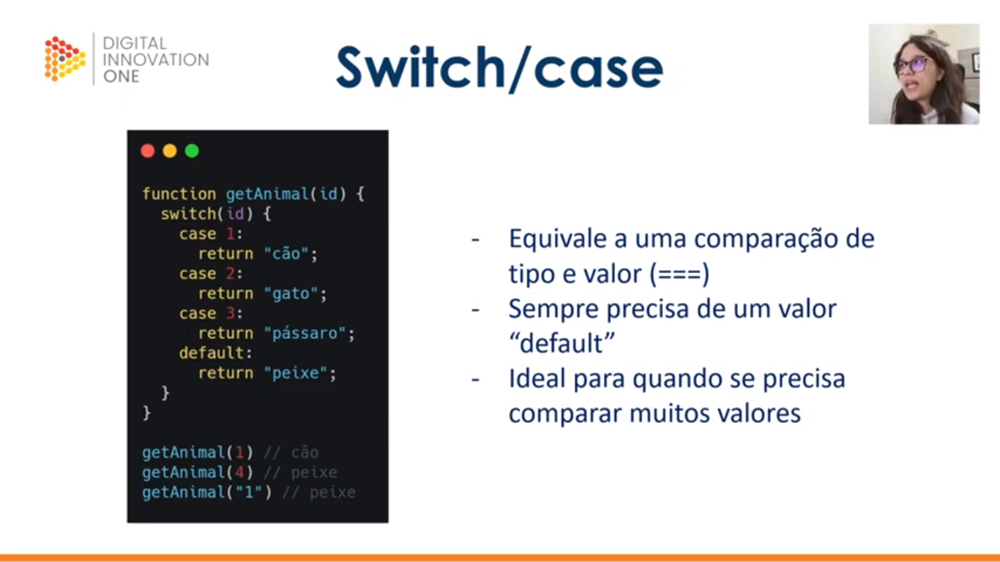 DIGITAL
INNOVATION
ONE
Switch/case
function getAnimal(id) {
  switch(id) {
    case 1:
      return "cão";
    case 2:
      return "gato";
    case 3:
      return "pássaro";
    default:
      return "peixe";
  }
}
getAnimal(1) // cão
getAnimal(4) // peixe
getAnimal("1") // peixe
- Equivale a uma comparação de
tipo e valor (===)
- Sempre precisa de um valor
“default”
- Ideal para quando se precisa
comparar muitos valores